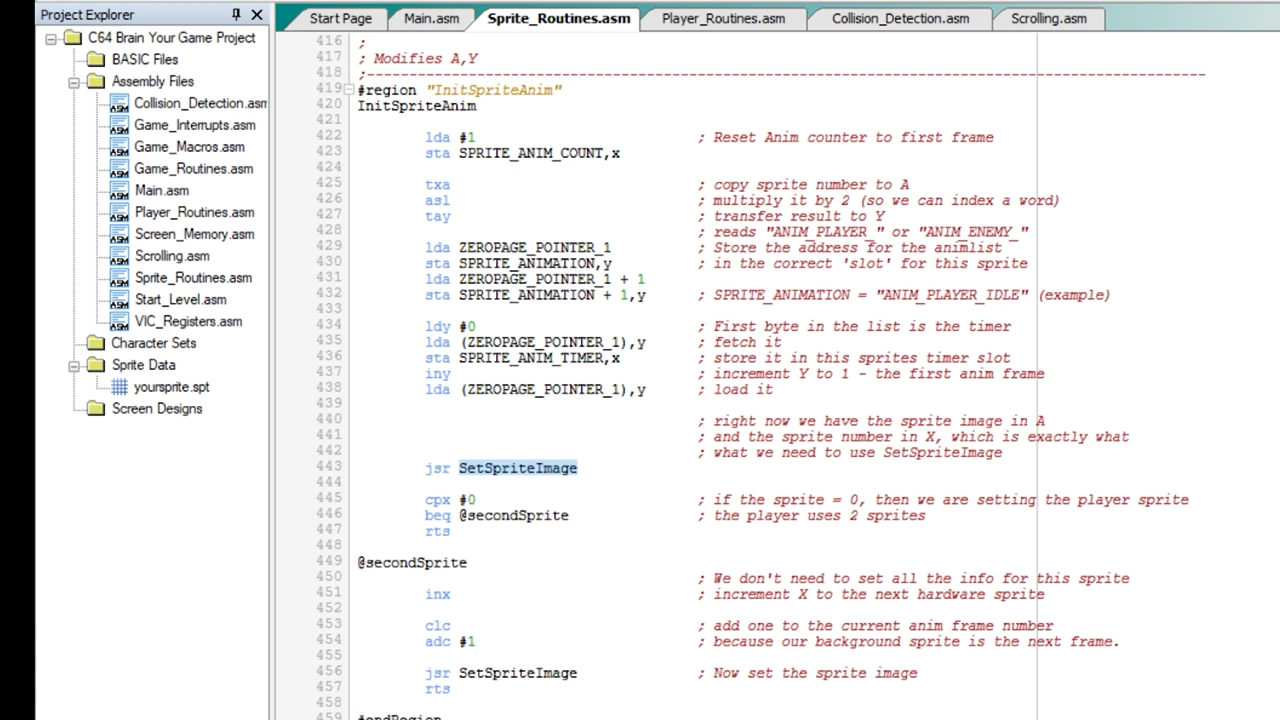 Project Explorer
C64 Brain Your Game Project
BASIC Files
Assembly Files
Collision_Detection.asm
Game_Interrupts.asm
Game_Macros.asm
Game_Routines.asm
Main.asm
Player_Routines.asm
Screen_Memory.asm
Scrolling.asm
Sprite_Routines.asm
Start_Level.asm
VIC_Registers.asm
Character Sets
Sprite Data
yoursprite.spt
Screen Designs
Start Page Main.asm Sprite_Routines.asm Player_Routines.asm Collision_Detection.asm Scrolling.asm
416 ;
417 ; Modifies A,Y
418 ;----------------------------------------------------------------------------------------------------
419 #region "InitSpriteAnim"
420 InitSpriteAnim
421
422 lda #1 ; Reset Anim counter to first frame
423 sta SPRITE_ANIM_COUNT,x
424
425 txa ; copy sprite number to A
426 asl ; multiply it by 2 (so we can index a word)
427 tay ; transfer result to Y
428 ; reads "ANIM_PLAYER_" or "ANIM_ENEMY_"
429 lda ZEROPAGE_POINTER_1 ; Store the address for the animlist
430 sta SPRITE_ANIMATION,y ; in the correct 'slot' for this sprite
431 lda ZEROPAGE_POINTER_1 + 1
432 sta SPRITE_ANIMATION + 1,y ; SPRITE_ANIMATION = "ANIM_PLAYER_IDLE" (example)
433
434 ldy #0 ; First byte in the list is the timer
435 lda (ZEROPAGE_POINTER_1),y ; fetch it
436 sta SPRITE_ANIM_TIMER,x ; store it in this sprites timer slot
437 iny ; increment Y to 1 - the first anim frame
438 lda (ZEROPAGE_POINTER_1),y ; load it
439
440 ; right now we have the sprite image in A
441 ; and the sprite number in X, which is exactly what
442 ; what we need to use SetSpriteImage
443 jsr SetSpriteImage
444
445 cpx #0 ; if the sprite = 0, then we are setting the player sprite
446 beq @secondSprite ; the player uses 2 sprites
447 rts
448
449 @secondSprite
450 ; We don't need to set all the info for this sprite
451 inx ; increment X to the next hardware sprite
452
453 clc ; add one to the current anim frame number
454 adc #1 ; because our background sprite is the next frame.
455
456 jsr SetSpriteImage ; Now set the sprite image
457 rts
458
459 #endRegion